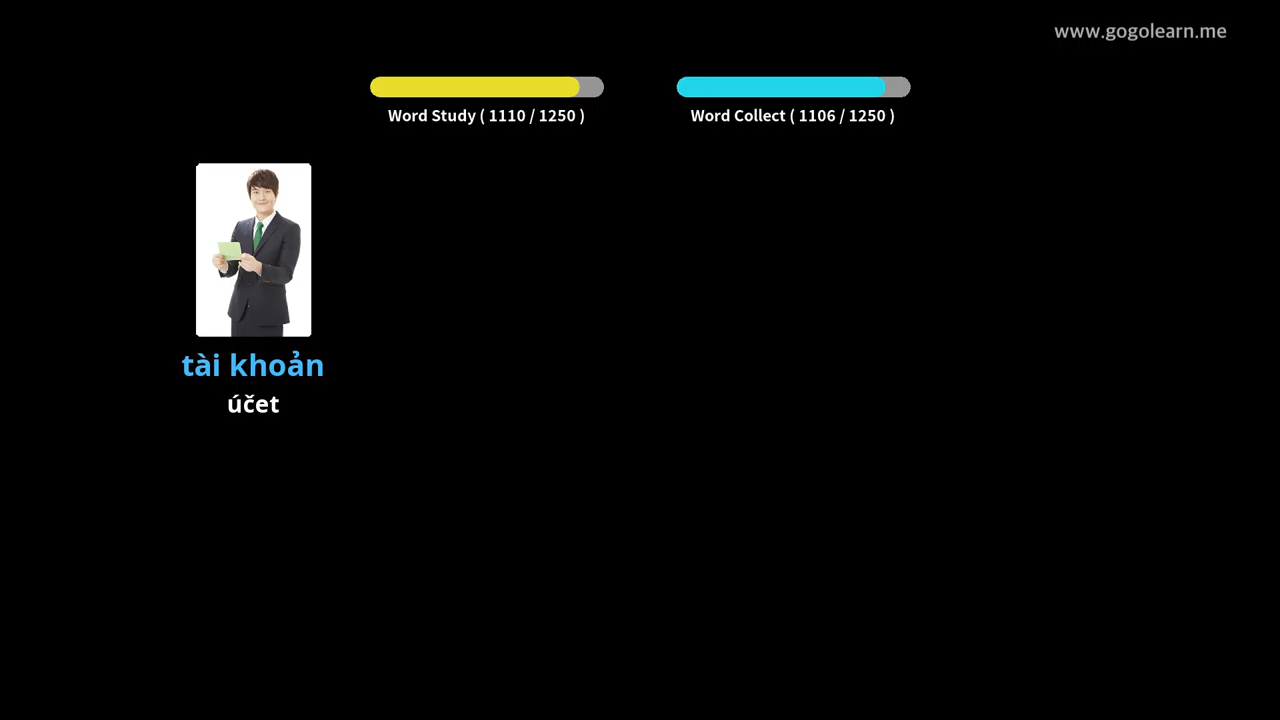 www.gogolearn.me
Word Study ( 1110 / 1250 )
Word Collect ( 1106 / 1250 )
tài khoản
účet